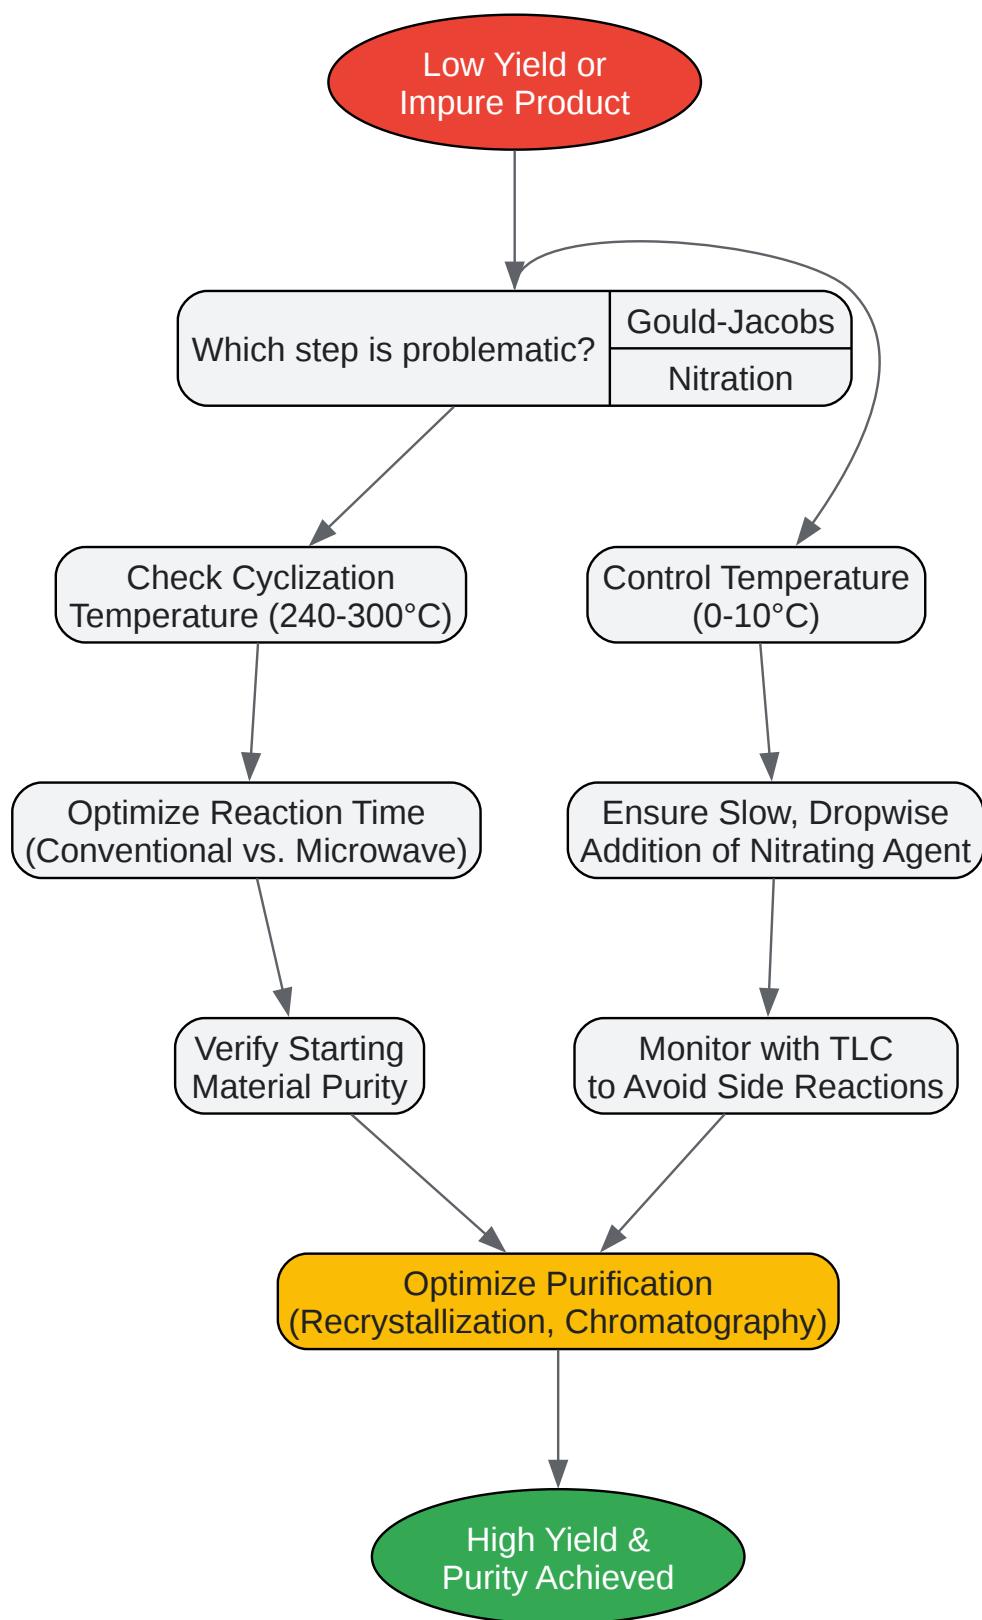 Low Yield or
Impure Product
Which step is problematic?
Gould-Jacobs
Nitration
Check Cyclization
Temperature (240-300°C)
Control Temperature
(0-10°C)
Optimize Reaction Time
(Conventional vs. Microwave)
Ensure Slow, Dropwise
Addition of Nitrating Agent
Verify Starting
Material Purity
Monitor with TLC
to Avoid Side Reactions
Optimize Purification
(Recrystallization, Chromatography)
High Yield &
Purity Achieved